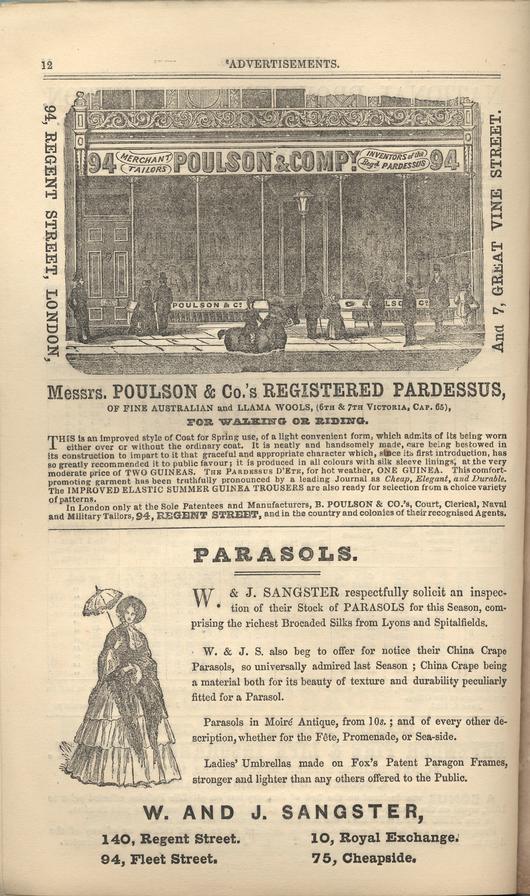 12 ADVERTISEMENTS.
94, REGENT STREET, LONDON,
94 MERCHANT TAILORS POULSON & COMPY INVENTORS of the Regd. PARDESSUS 94
POULSON & Co
And 7, GREAT VINE STREET.
Messrs. POULSON & Co.'s REGISTERED PARDESSUS,
OF FINE AUSTRALIAN and LLAMA WOOLS, (6TH & 7TH VICTORIA, CAP. 65),
FOR WALKING OR RIDING.
THIS is an improved style of Coat for Spring use, of a light convenient form, which admits of its being worn
either over or without the ordinary coat. It is neatly and handsomely made, care being bestowed in
its construction to impart to it that graceful and appropriate character which, since its first introduction, has
so greatly recommended it to public favour; it is produced in all colours with silk sleeve linings, at the very
moderate price of TWO GUINEAS. THE PARDESSUS D'ETE, for hot weather, ONE GUINEA. This comfort-
promoting garment has been truthfully pronounced by a leading Journal as Cheap, Elegant, and Durable.
The IMPROVED ELASTIC SUMMER GUINEA TROUSERS are also ready for selection from a choice variety
of patterns.
In London only at the Sole Patentees and Manufacturers, B. POULSON & CO.'S, Court, Clerical, Naval
and Military Tailors, 94, REGENT STREET, and in the country and colonies of their recognised Agents.
PARASOLS.
W. & J. SANGSTER respectfully solicit an inspec-
tion of their Stock of PARASOLS for this Season, com-
prising the richest Brocaded Silks from Lyons and Spitalfields.
W. & J. S. also beg to offer for notice their China Crape
Parasols, so universally admired last Season ; China Crape being
a material both for its beauty of texture and durability peculiarly
fitted for a Parasol.
Parasols in Moiré Antique, from 10s. ; and of every other de-
scription, whether for the Fête, Promenade, or Sea-side.
Ladies' Umbrellas made on Fox's Patent Paragon Frames,
stronger and lighter than any others offered to the Public.
W. AND J. SANGSTER,
140, Regent Street. 10, Royal Exchange.
94, Fleet Street. 75, Cheapside.